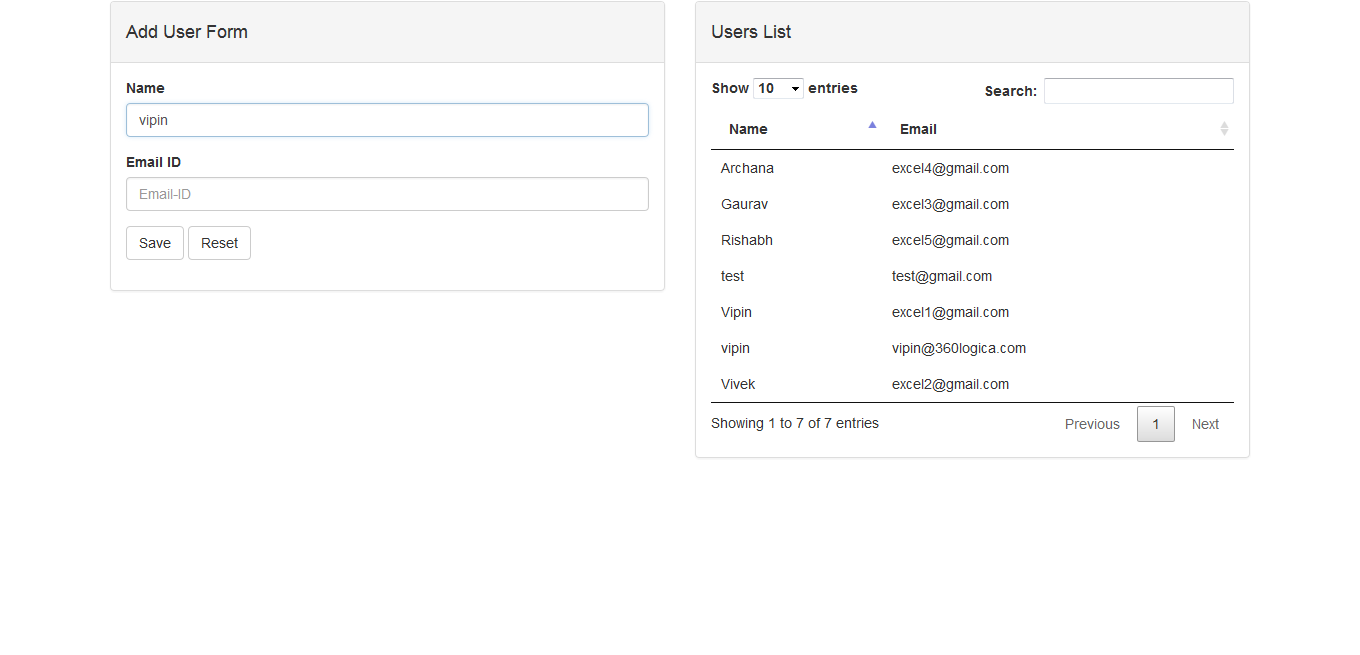 Add User Form
Name
vipin
Email ID
Email-ID
Save Reset
Users List
Show 10 entries Search:
Name Email
Archana excel4@gmail.com
Gaurav excel3@gmail.com
Rishabh excel5@gmail.com
test test@gmail.com
Vipin excel1@gmail.com
vipin vipin@360logica.com
Vivek excel2@gmail.com
Showing 1 to 7 of 7 entries Previous 1 Next